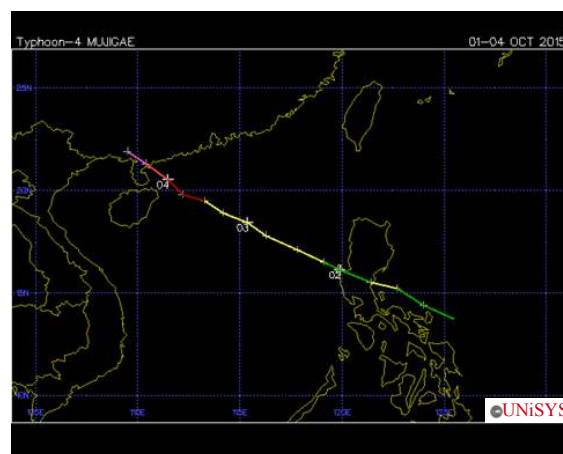 Typhoon-4 MUJIGAE 01-04 OCT 2015
25N
20N
04
03
02
15N
10N
105E 110E 115E 120E 125E
©UNiSYS